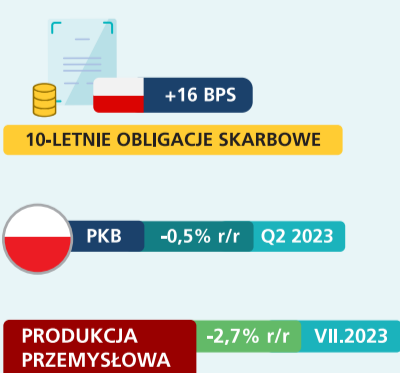 +16 BPS
10-LETNIE OBLIGACJE SKARBOWE
PKB -0,5% r/r Q2 2023
PRODUKCJA PRZEMYSŁOWA -2,7% r/r VII.2023